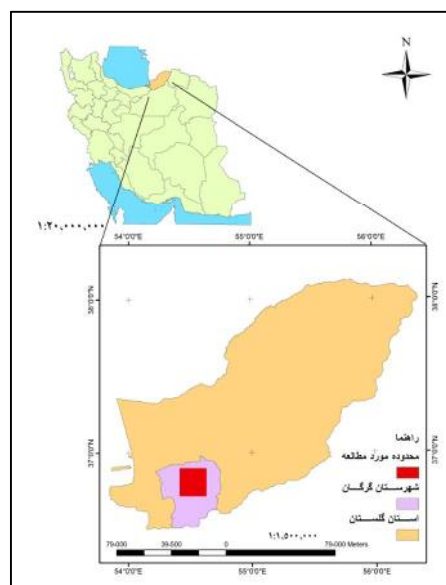 N
۱:۲۰,۰۰۰,۰۰۰
54°0'0"E 55°0'0"E 56°0'0"E
38°0'0"N 38°0'0"N
37°0'0"N 37°0'0"N
راهنما
محدوده مورد مطالعه
شهرستان گرگان
استان گلستان
۱:۱,۵۰۰,۰۰۰
79,000 39,500 0 79,000 Meters
54°0'0"E 55°0'0"E 56°0'0"E